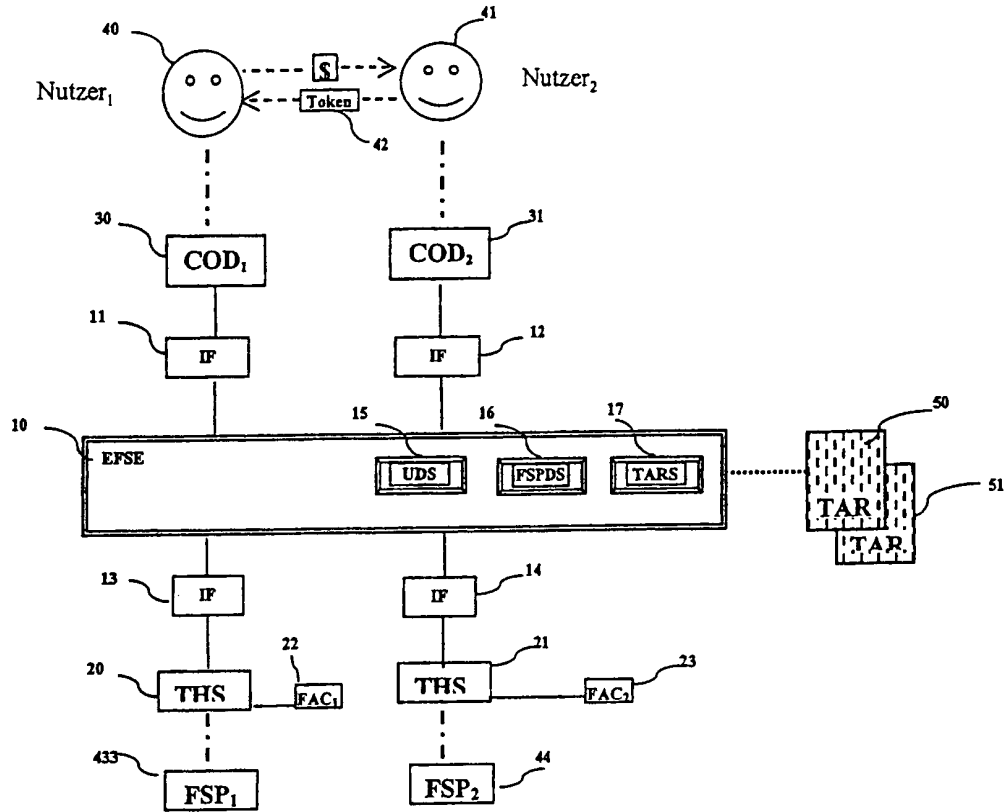 40
41
$
Nutzer₁
Nutzer₂
Token
42
30
31
COD₁
COD₂
11
12
IF
IF
10
15
16
17
50
EFSE
UDS
FSPDS
TARS
TAR
TAR
51
13
14
IF
IF
20
22
21
23
THS
FAC₁
THS
FAC₂
433
44
FSP₁
FSP₂